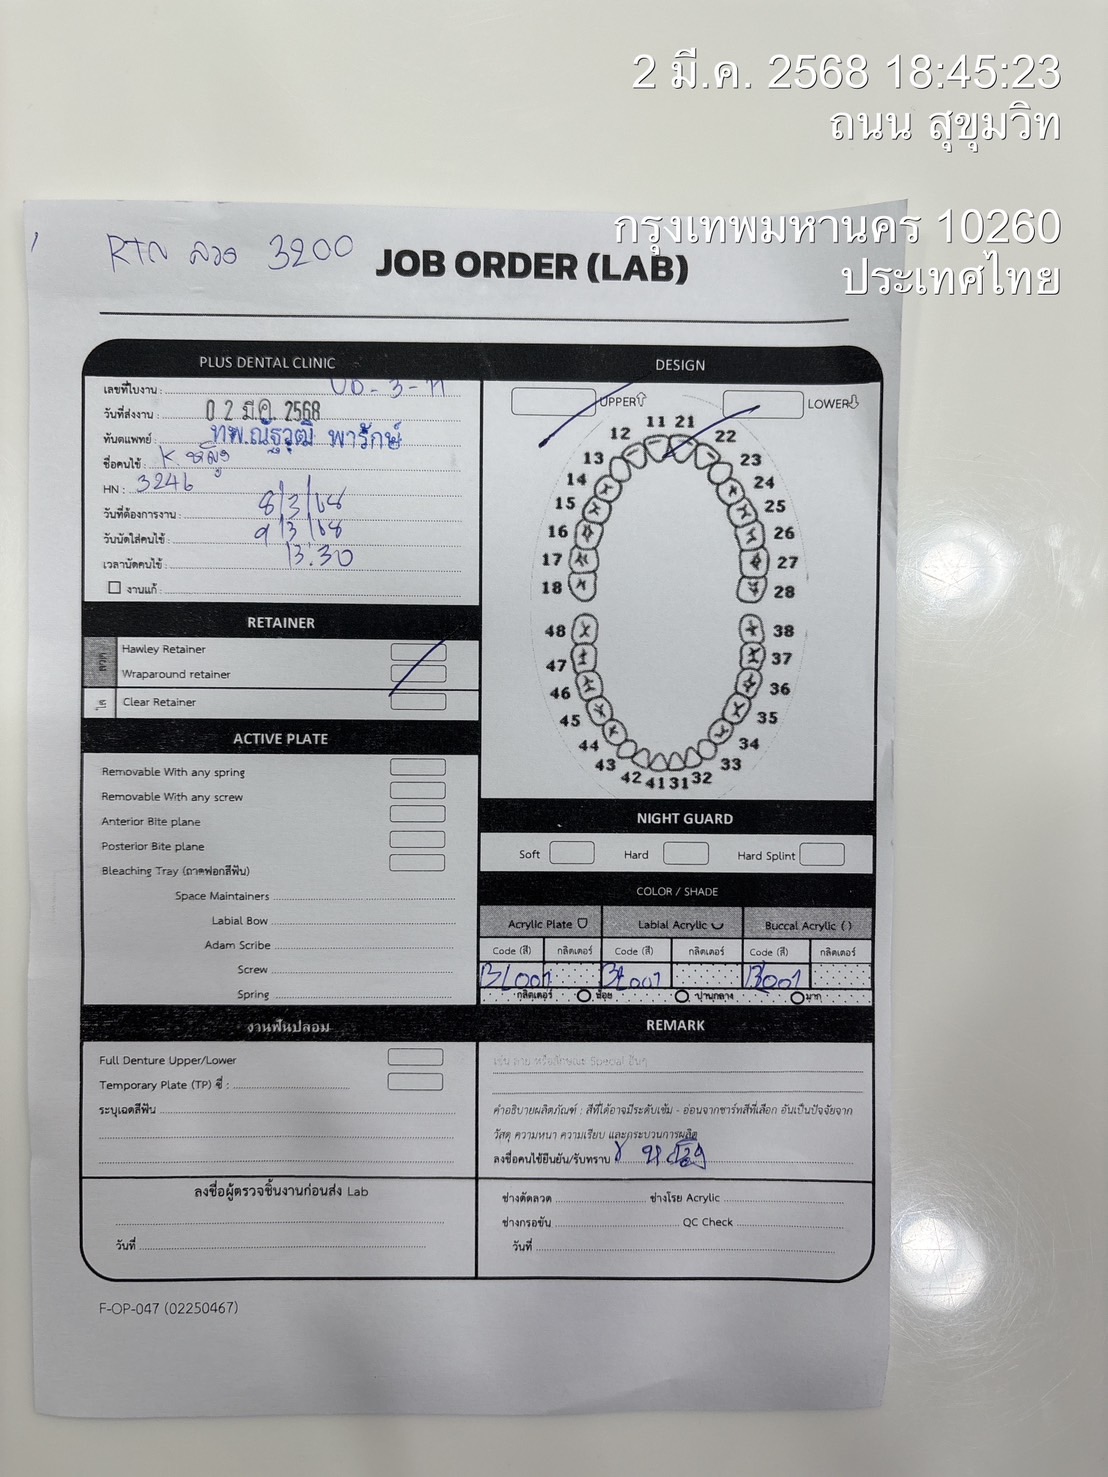 2 มี.ค. 2568 18:45:23
ถนน สุขุมวิท
กรุงเทพมหานคร 10260
ประเทศไทย
RTN ลวด 3200
JOB ORDER (LAB)
PLUS DENTAL CLINIC
เลขที่ใบงาน :
วันที่ส่งงาน : 02 มี.ค. 2568
ทันตแพทย์ : ทพ.ณัฐวุฒิ พารักษ์
ชื่อคนไข้ : K.
HN : 3246
วันที่ต้องการงาน : 8/3/68
วันนัดใส่คนไข้ : 9/3/68
เวลานัดคนไข้ : 13:30
งานแก้ :
DESIGN
UPPER
LOWER
11 21
12 22
13 23
14 24
15 25
16 26
17 27
18 28
48 38
47 37
46 36
45 35
44 34
43 33
42 41 31 32
RETAINER
ลวด
Hawley Retainer
Wraparound retainer
ใส
Clear Retainer
ACTIVE PLATE
Removable With any spring
Removable With any screw
Anterior Bite plane
Posterior Bite plane
Bleaching Tray (ถาดฟอกสีฟัน)
Space Maintainers
Labial Bow
Adam Scribe
Screw
Spring
NIGHT GUARD
Soft Hard Hard Splint
COLOR / SHADE
Acrylic Plate Labial Acrylic Buccal Acrylic ( )
Code (สี) กลิตเตอร์ Code (สี) กลิตเตอร์ Code (สี) กลิตเตอร์
กลิตเตอร์ น้อย ปานกลาง มาก
งานฟันปลอม
Full Denture Upper/Lower
Temporary Plate (TP) ซี่ :
ระบุเฉดสีฟัน
REMARK
เช่น ลาย หรือลักษณะ Special อื่นๆ
คำอธิบายผลิตภัณฑ์ : สีที่ได้อาจมีระดับเข้ม - อ่อนจากชาร์ทสีที่เลือก อันเป็นปัจจัยจาก
วัสดุ ความหนา ความเรียบ และกระบวนการผลิต
ลงชื่อคนไข้ยืนยัน/รับทราบ
ลงชื่อผู้ตรวจชิ้นงานก่อนส่ง Lab
วันที่
ช่างดัดลวด ช่างโรย Acrylic
ช่างกรอขัน QC Check
วันที่
F-OP-047 (02250467)